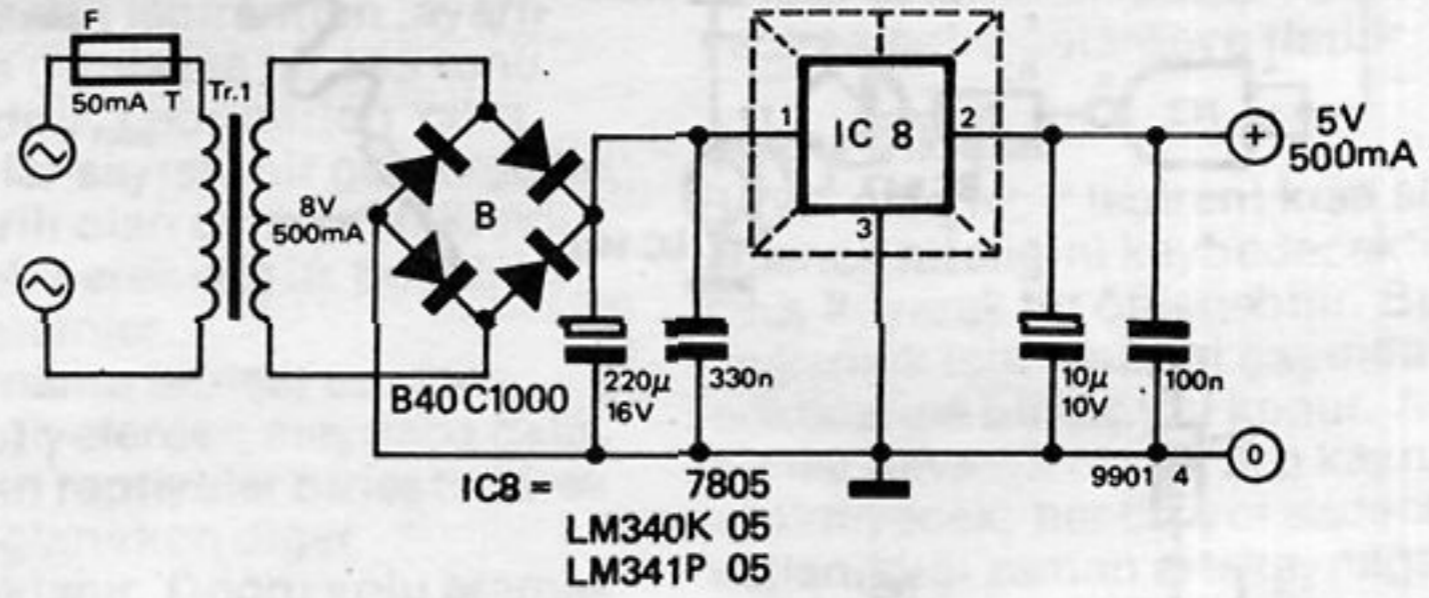 F
50mA T
Tr.1
8V
500mA
B
B40 C1000
220µ
16V
330n
1
IC 8
2
3
10µ
10V
100n
+
5V
500mA
0
9901 4
IC8 = 7805
LM340K 05
LM341P 05